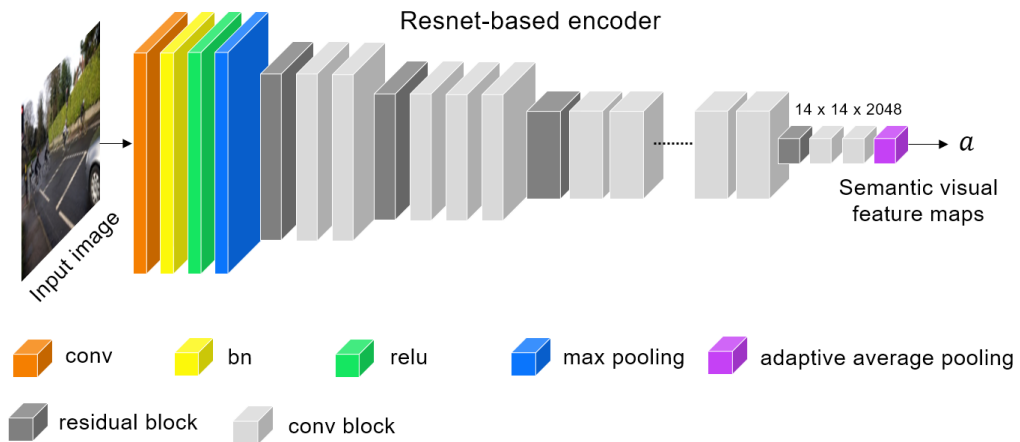 Resnet-based encoder
Input image
14 x 14 x 2048
a
Semantic visual
feature maps
conv
bn
relu
max pooling
adaptive average pooling
residual block
conv block